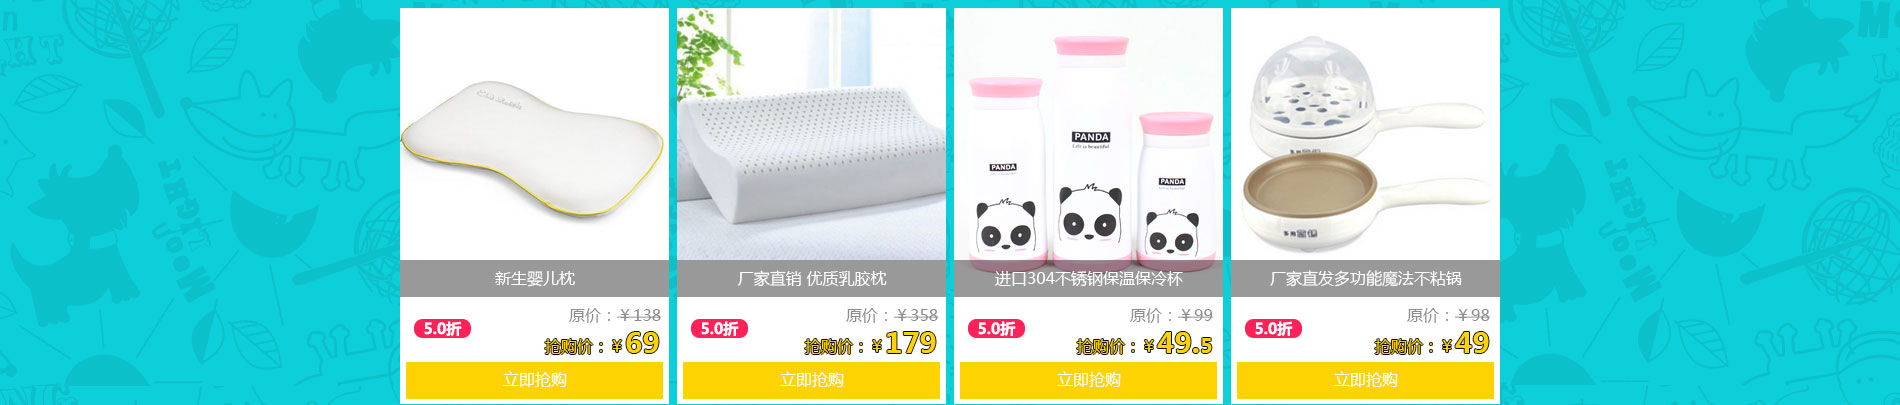 新生婴儿枕
原价：￥138
5.0折
抢购价：￥69
立即抢购
厂家直销 优质乳胶枕
原价：￥358
5.0折
抢购价：￥179
立即抢购
PANDA
PANDA
Life is beautiful
PANDA
进口304不锈钢保温保冷杯
原价：￥99
5.0折
抢购价：￥49.5
立即抢购
厂家直发多功能魔法不粘锅
原价：￥98
5.0折
抢购价：￥49
立即抢购